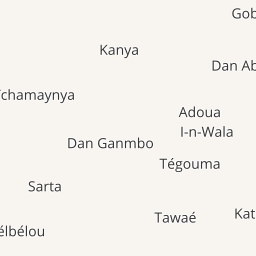 Gob
Kanya
Dan Ab
chamaynya
Adoua
I-n-Wala
Dan Ganmbo
Tégouma
Sarta
Tawaé
Kat
élbélou